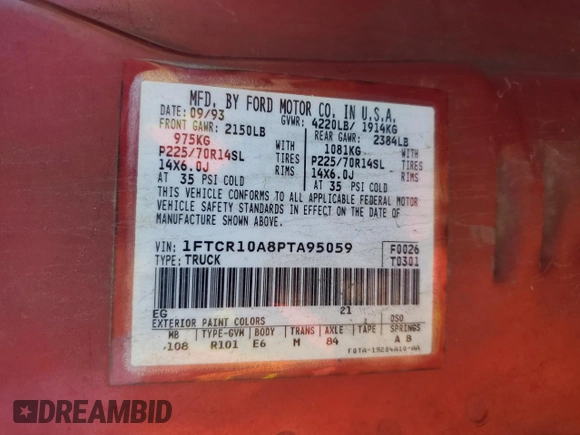 MFD. BY FORD MOTOR CO. IN U.S.A.
DATE: 09/93 GVWR: 4220LB/ 1914KG
FRONT GAWR: 2150LB REAR GAWR: 2384LB
975KG WITH 1081KG WITH
P225/70R14SL TIRES P225/70R14SL TIRES
14X6.0J RIMS 14X6.0J RIMS
AT 35 PSI COLD AT 35 PSI COLD
THIS VEHICLE CONFORMS TO ALL APPLICABLE FEDERAL MOTOR
VEHICLE SAFETY STANDARDS IN EFFECT ON THE DATE OF
MANUFACTURE SHOWN ABOVE.
VIN: 1FTCR10A8PTA95059 F0026
TYPE: TRUCK T0301
EG 21
EXTERIOR PAINT COLORS DSO
WB TYPE-GVM BODY TRANS AXLE TAPE SPRINGS
108 R101 E6 M 84 A 8
F0TA-15294A10-AA
DREAMBID